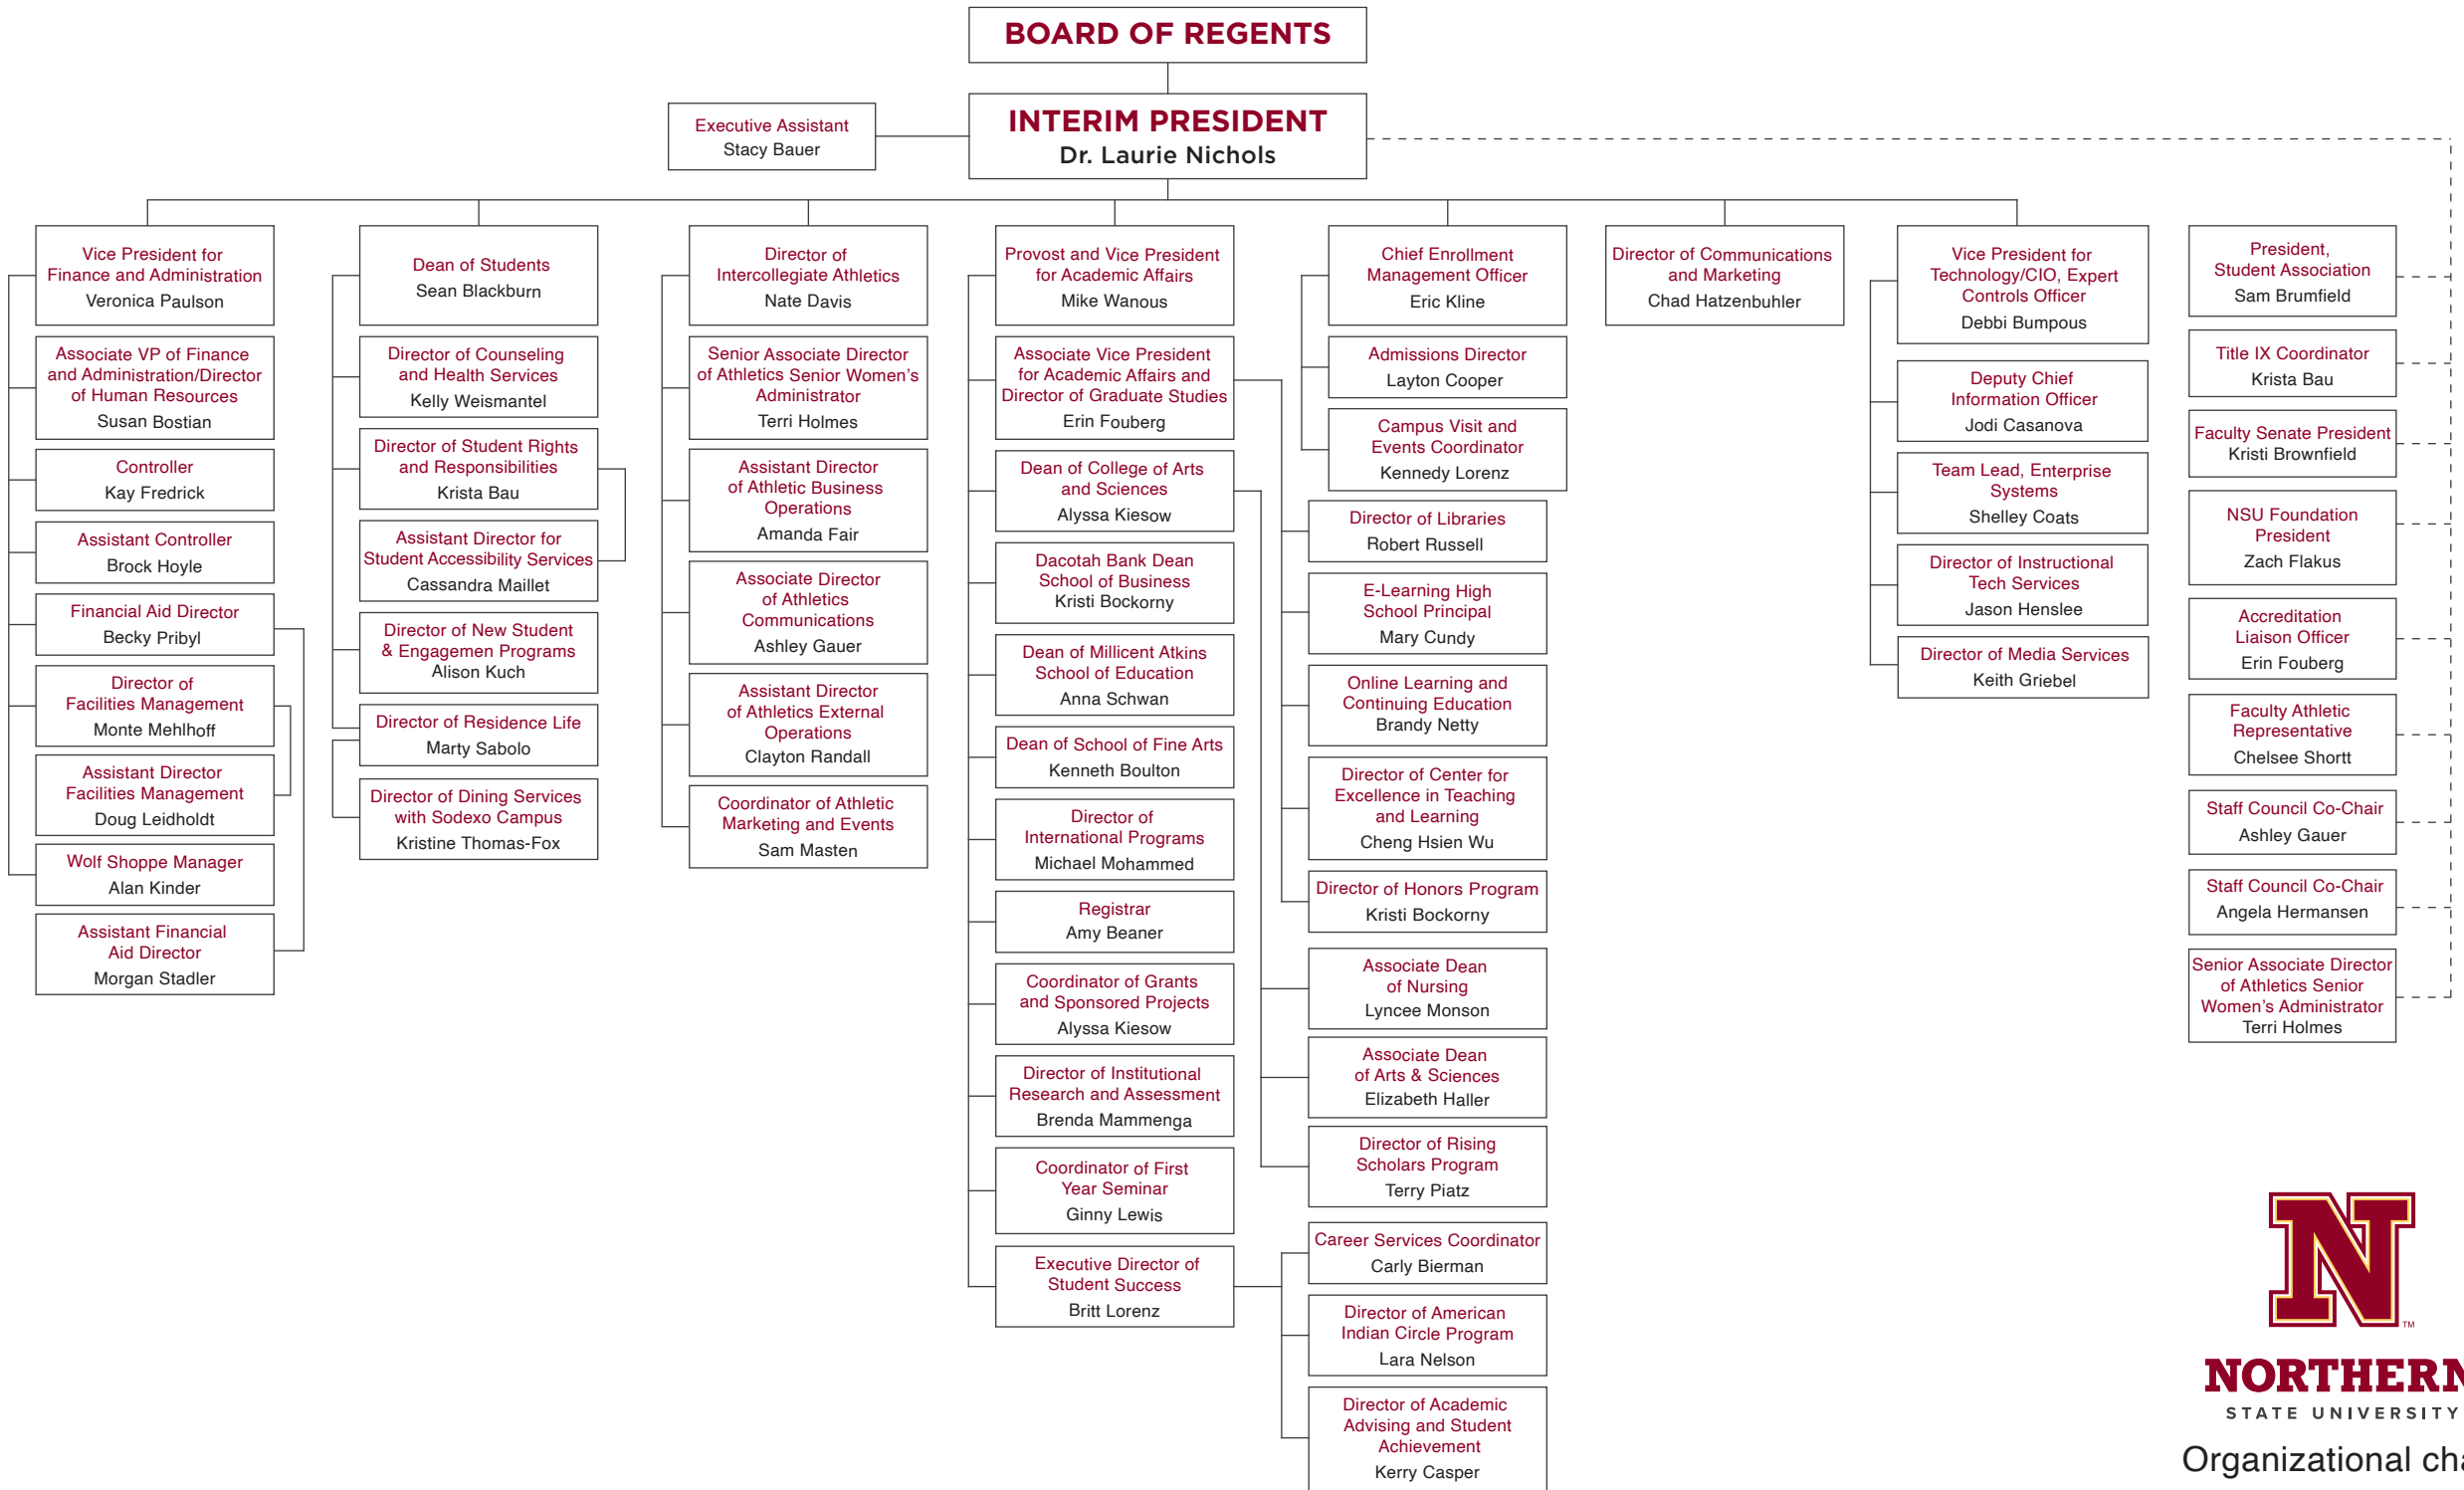 BOARD OF REGENTS
INTERIM PRESIDENT
Dr. Laurie Nichols
Executive Assistant
Stacy Bauer
Vice President for
Finance and Administration
Veronica Paulson
Associate VP of Finance
and Administration/Director
of Human Resources
Susan Bostian
Controller
Kay Fredrick
Assistant Controller
Brock Hoyle
Financial Aid Director
Becky Pribyl
Director of
Facilities Management
Monte Mehlhoff
Assistant Director
Facilities Management
Doug Leidholdt
Wolf Shoppe Manager
Alan Kinder
Assistant Financial
Aid Director
Morgan Stadler
Dean of Students
Sean Blackburn
Director of Counseling
and Health Services
Kelly Weismantel
Director of Student Rights
and Responsibilities
Krista Bau
Assistant Director for
Student Accessibility Services
Cassandra Maillet
Director of New Student
& Engagemen Programs
Alison Kuch
Director of Residence Life
Marty Sabolo
Director of Dining Services
with Sodexo Campus
Kristine Thomas-Fox
Director of
Intercollegiate Athletics
Nate Davis
Senior Associate Director
of Athletics Senior Women's
Administrator
Terri Holmes
Assistant Director
of Athletic Business
Operations
Amanda Fair
Associate Director
of Athletics
Communications
Ashley Gauer
Assistant Director
of Athletics External
Operations
Clayton Randall
Coordinator of Athletic
Marketing and Events
Sam Masten
Provost and Vice President
for Academic Affairs
Mike Wanous
Associate Vice President
for Academic Affairs and
Director of Graduate Studies
Erin Fouberg
Dean of College of Arts
and Sciences
Alyssa Kiesow
Dacotah Bank Dean
School of Business
Kristi Bockorny
Dean of Millicent Atkins
School of Education
Anna Schwan
Dean of School of Fine Arts
Kenneth Boulton
Director of
International Programs
Michael Mohammed
Registrar
Amy Beaner
Coordinator of Grants
and Sponsored Projects
Alyssa Kiesow
Director of Institutional
Research and Assessment
Brenda Mammenga
Coordinator of First
Year Seminar
Ginny Lewis
Executive Director of
Student Success
Britt Lorenz
Chief Enrollment
Management Officer
Eric Kline
Admissions Director
Layton Cooper
Campus Visit and
Events Coordinator
Kennedy Lorenz
Director of Libraries
Robert Russell
E-Learning High
School Principal
Mary Cundy
Online Learning and
Continuing Education
Brandy Netty
Director of Center for
Excellence in Teaching
and Learning
Cheng Hsien Wu
Director of Honors Program
Kristi Bockorny
Associate Dean
of Nursing
Lyncee Monson
Associate Dean
of Arts & Sciences
Elizabeth Haller
Director of Rising
Scholars Program
Terry Piatz
Career Services Coordinator
Carly Bierman
Director of American
Indian Circle Program
Lara Nelson
Director of Academic
Advising and Student
Achievement
Kerry Casper
Director of Communications
and Marketing
Chad Hatzenbuhler
Vice President for
Technology/CIO, Expert
Controls Officer
Debbi Bumpous
Deputy Chief
Information Officer
Jodi Casanova
Team Lead, Enterprise
Systems
Shelley Coats
Director of Instructional
Tech Services
Jason Henslee
Director of Media Services
Keith Griebel
President,
Student Association
Sam Brumfield
Title IX Coordinator
Krista Bau
Faculty Senate President
Kristi Brownfield
NSU Foundation
President
Zach Flakus
Accreditation
Liaison Officer
Erin Fouberg
Faculty Athletic
Representative
Chelsee Shortt
Staff Council Co-Chair
Ashley Gauer
Staff Council Co-Chair
Angela Hermansen
Senior Associate Director
of Athletics Senior
Women's Administrator
Terri Holmes
N
TM
NORTHERN
STATE UNIVERSITY
Organizational cha